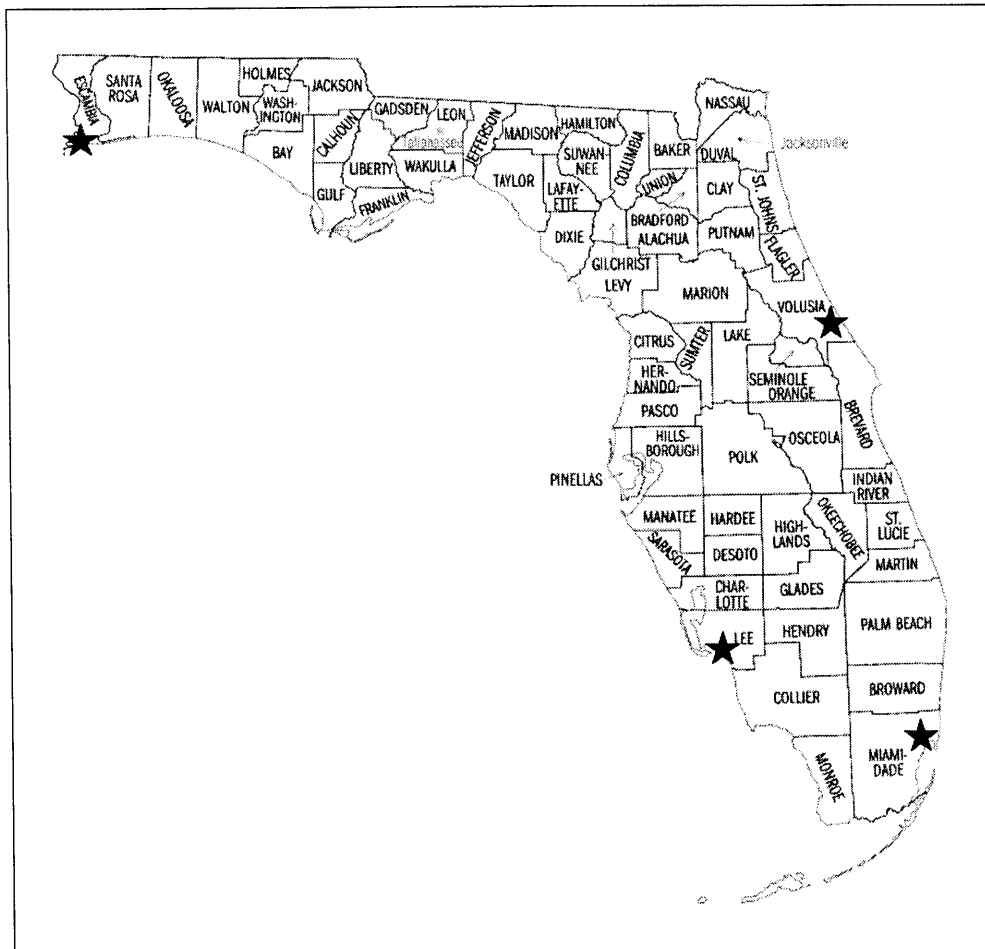 ESCAMBIA
SANTA
ROSA
OKALOOSA
WALTON
HOLMES
WASH-
INGTON
JACKSON
BAY
CALHOUN
GULF
LIBERTY
FRANKLIN
GADSDEN
LEON
Tallahassee
WAKULLA
JEFFERSON
MADISON
TAYLOR
HAMILTON
SUWAN-
NEE
LAFAY-
ETTE
DIXIE
COLUMBIA
BAKER
UNION
BRADFORD
ALACHUA
GILCHRIST
LEVY
NASSAU
DUVAL
Jacksonville
CLAY
ST. JOHNS
PUTNAM
FLAGLER
MARION
VOLUSIA
CITRUS
SUMTER
LAKE
HER-
NANDO
SEMINOLE
ORANGE
PASCO
BREVARD
HILLS-
BOROUGH
POLK
OSCEOLA
PINELLAS
INDIAN
RIVER
MANATEE
HARDEE
HIGH-
LANDS
OKEECHOBEE
ST.
LUCIE
SARASOTA
DESOTO
MARTIN
CHAR-
LOTTE
GLADES
LEE
HENDRY
PALM BEACH
COLLIER
BROWARD
MONROE
MIAMI-
DADE